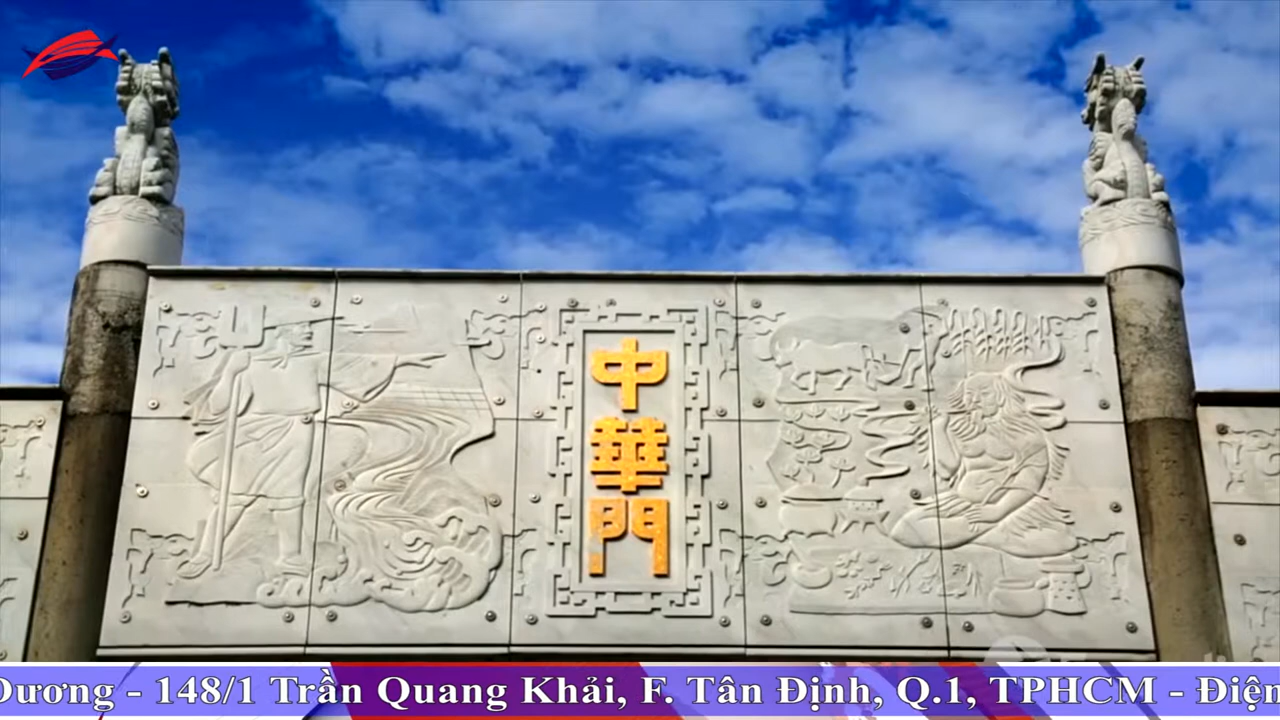 中華門
Dương - 148/1 Trần Quang Khải, F. Tân Định, Q.1, TPHCM - Điện